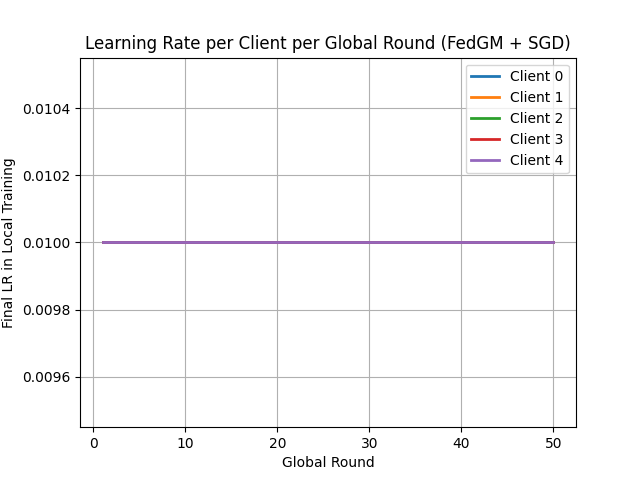 Learning Rate per Client per Global Round (FedGM + SGD)
Client 0
Client 1
Client 2
Client 3
Client 4
0.0104
0.0102
0.0100
0.0098
0.0096
Final LR in Local Training
0 10 20 30 40 50
Global Round